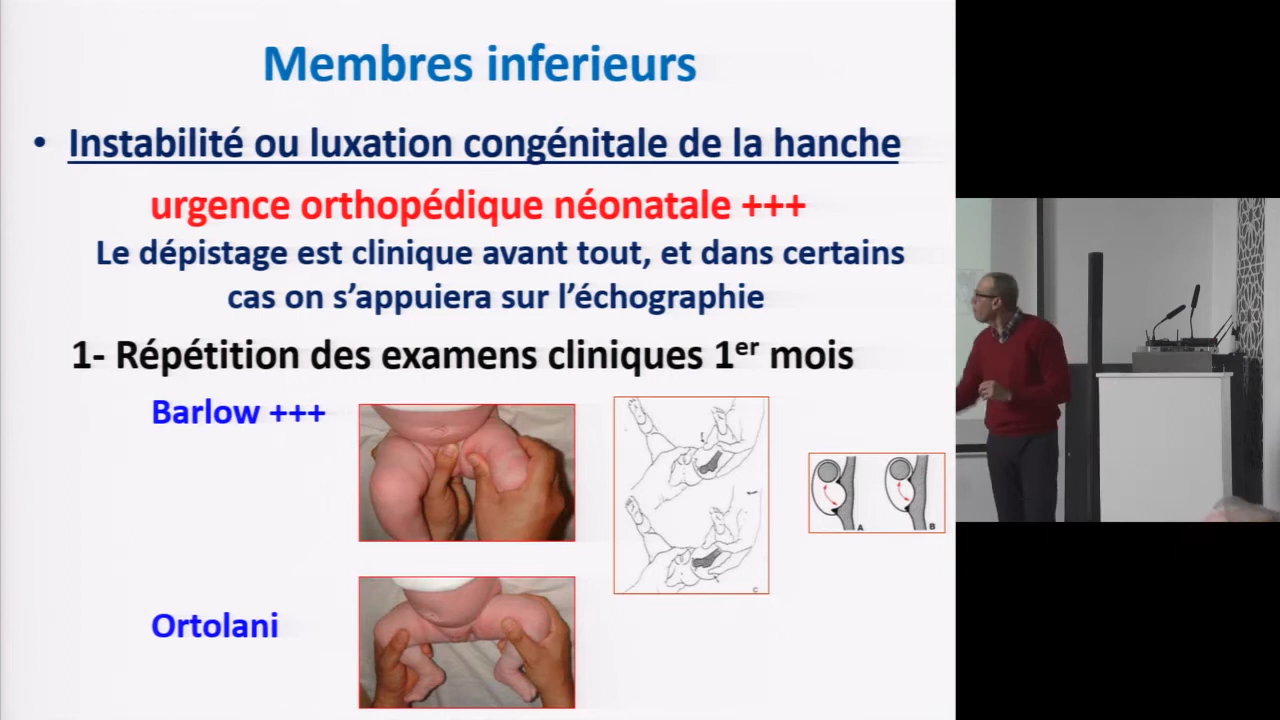 Membres inferieurs
• Instabilité ou luxation congénitale de la hanche
urgence orthopédique néonatale +++
Le dépistage est clinique avant tout, et dans certains
cas on s’appuiera sur l’échographie
1- Répétition des examens cliniques 1er mois
Barlow +++
A
B
C
Ortolani